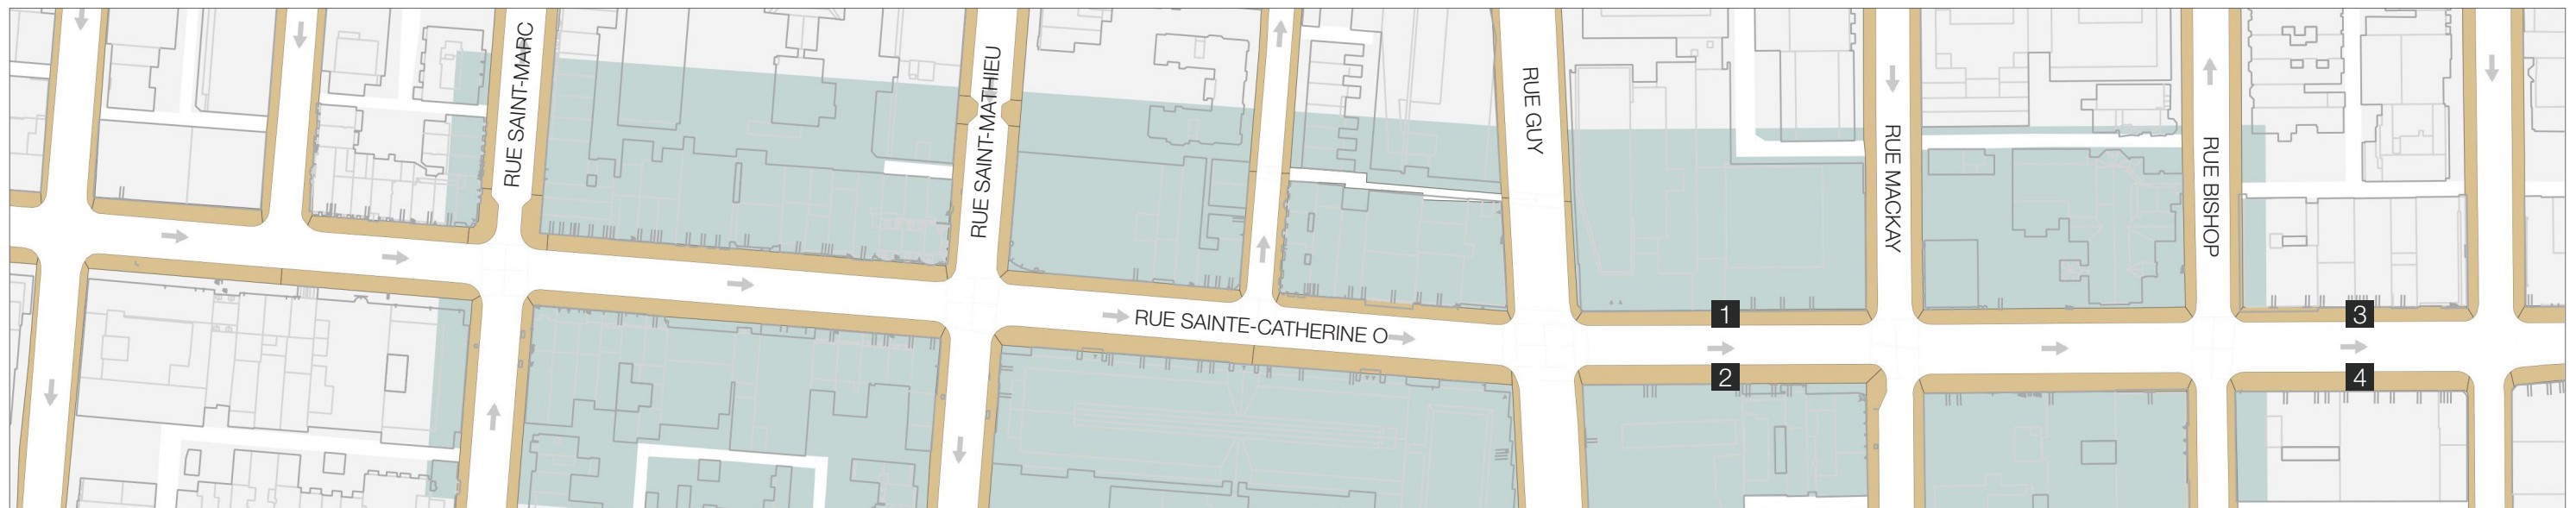 RUE SAINT-MARC
RUE SAINT-MATHIEU
RUE GUY
RUE MACKAY
RUE BISHOP
RUE SAINTE-CATHERINE O
1
2
3
4